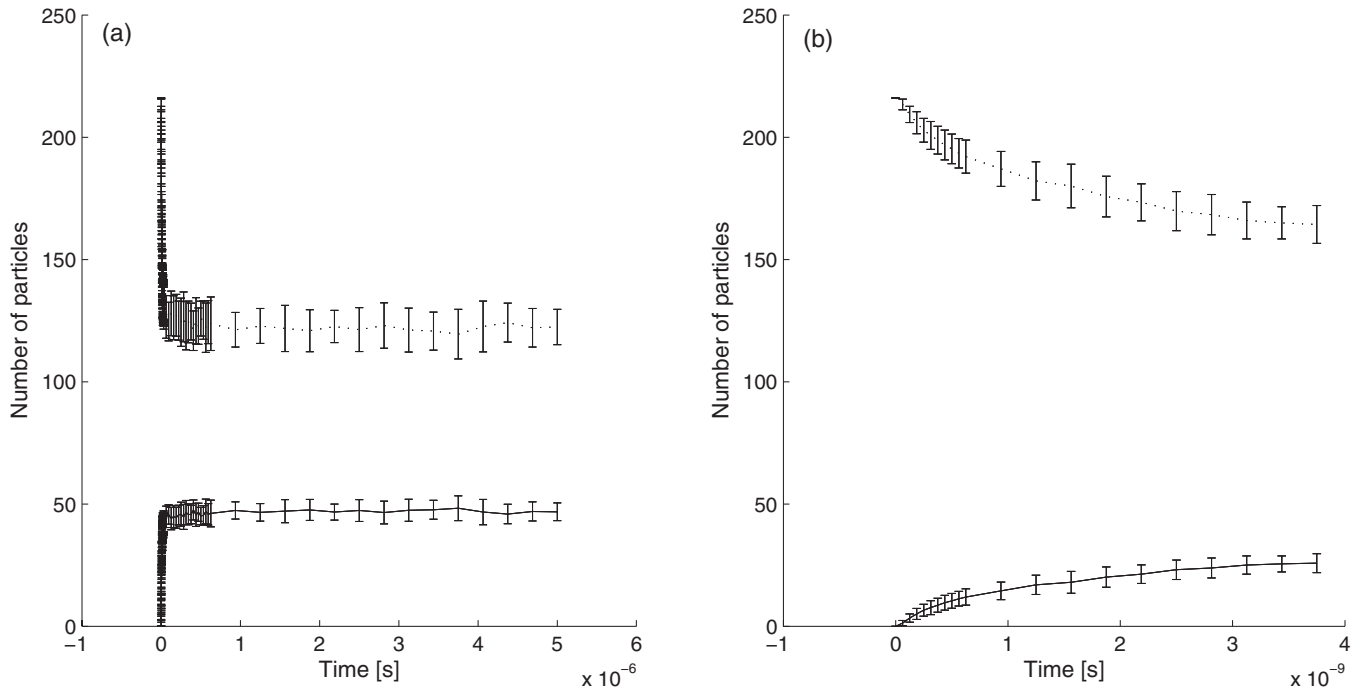 (a)
Number of particles
250
200
150
100
50
0
−1 0 1 2 3 4 5 6
Time [s]
x 10⁻⁶
(b)
Number of particles
250
200
150
100
50
0
−1 0 1 2 3 4
Time [s]
x 10⁻⁹